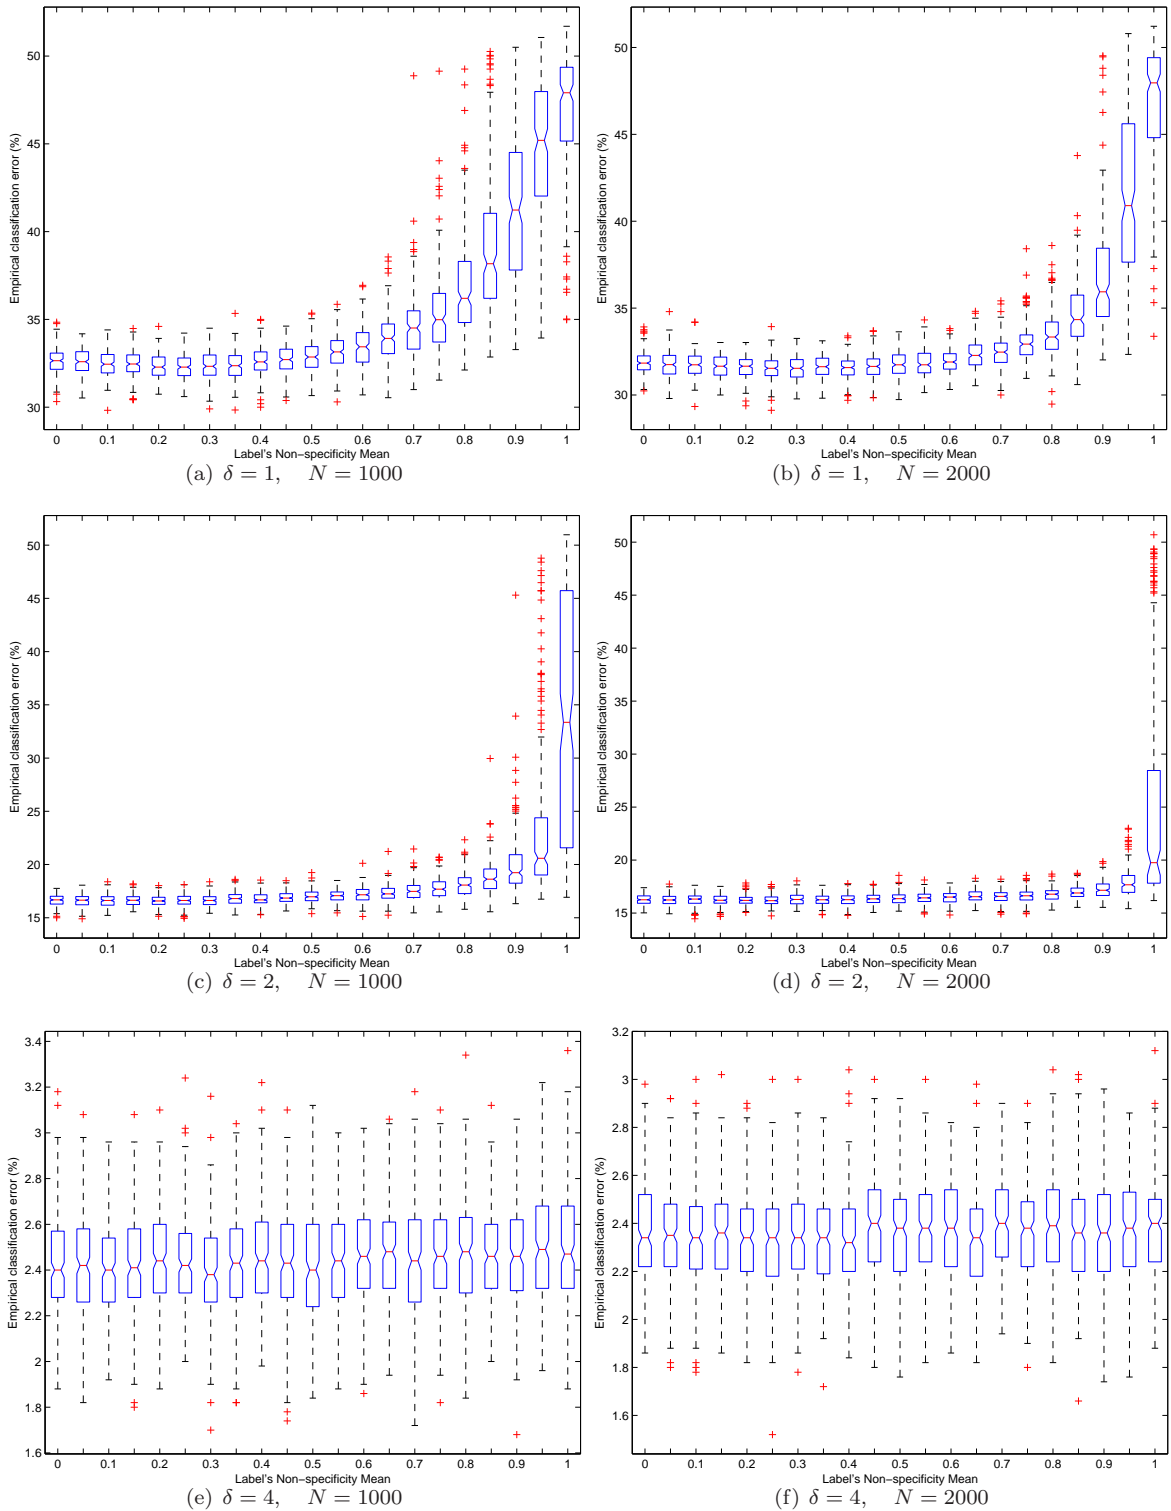 50
45
40
35
30
Empirical classification error (%)
0 0.1 0.2 0.3 0.4 0.5 0.6 0.7 0.8 0.9 1
Label's Non−specificity Mean
(a) δ = 1, N = 1000
50
45
40
35
30
Empirical classification error (%)
0 0.1 0.2 0.3 0.4 0.5 0.6 0.7 0.8 0.9 1
Label's Non−specificity Mean
(b) δ = 1, N = 2000
50
45
40
35
30
25
20
15
Empirical classification error (%)
0 0.1 0.2 0.3 0.4 0.5 0.6 0.7 0.8 0.9 1
Label's Non−specificity Mean
(c) δ = 2, N = 1000
50
45
40
35
30
25
20
15
Empirical classification error (%)
0 0.1 0.2 0.3 0.4 0.5 0.6 0.7 0.8 0.9 1
Label's Non−specificity Mean
(d) δ = 2, N = 2000
3.4
3.2
3
2.8
2.6
2.4
2.2
2
1.8
1.6
Empirical classification error (%)
0 0.1 0.2 0.3 0.4 0.5 0.6 0.7 0.8 0.9 1
Label's Non−specificity Mean
(e) δ = 4, N = 1000
3.2
3
2.8
2.6
2.4
2.2
2
1.8
1.6
Empirical classification error (%)
0 0.1 0.2 0.3 0.4 0.5 0.6 0.7 0.8 0.9 1
Label's Non−specificity Mean
(f) δ = 4, N = 2000